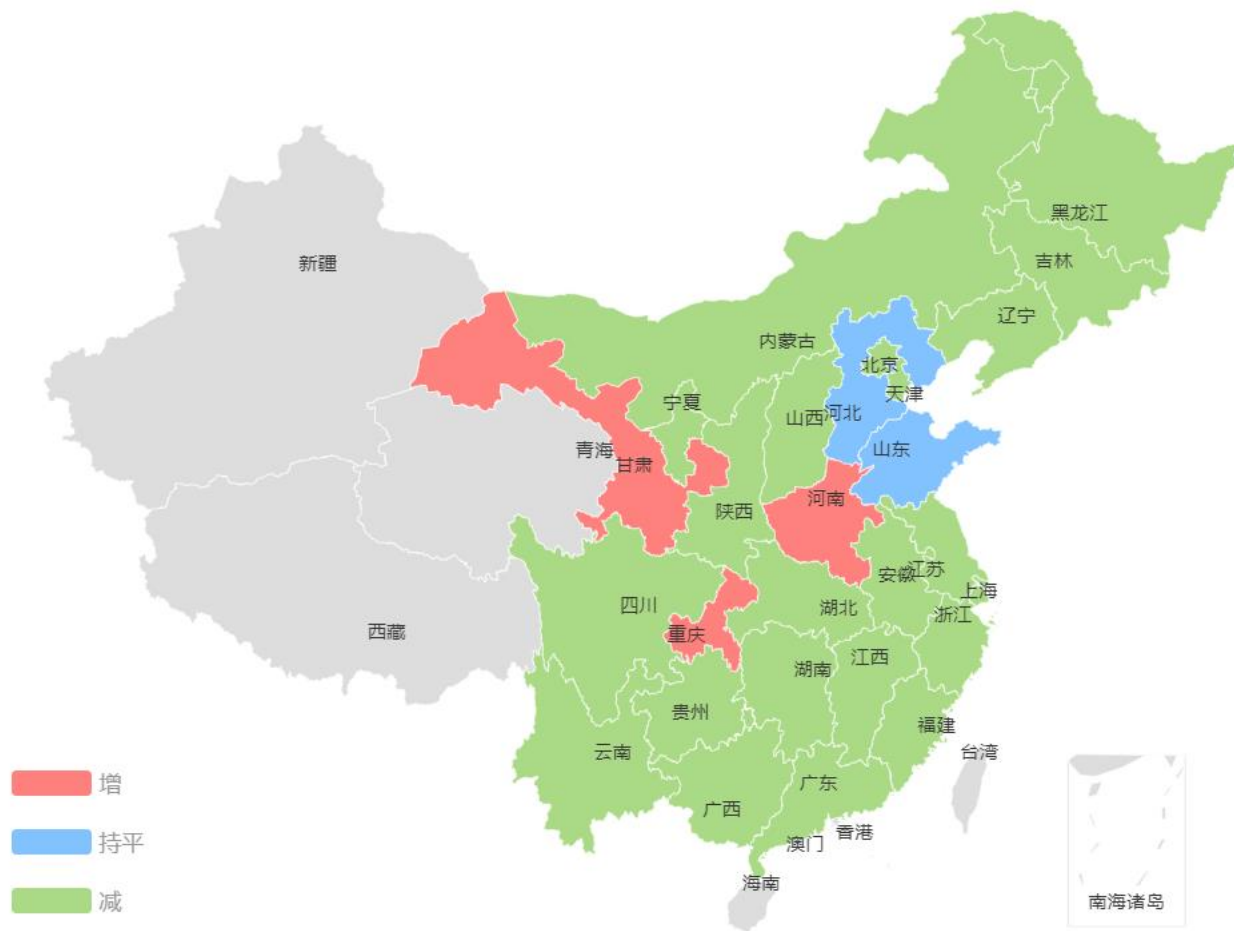 黑龙江
吉林
新疆
辽宁
内蒙古
北京
天津
宁夏
河北
山西
山东
青海
甘肃
河南
陕西
江苏
安徽
上海
四川
湖北
浙江
西藏
重庆
江西
湖南
贵州
福建
云南
台湾
广东
增
广西
香港
持平
澳门
海南
减
南海诸岛